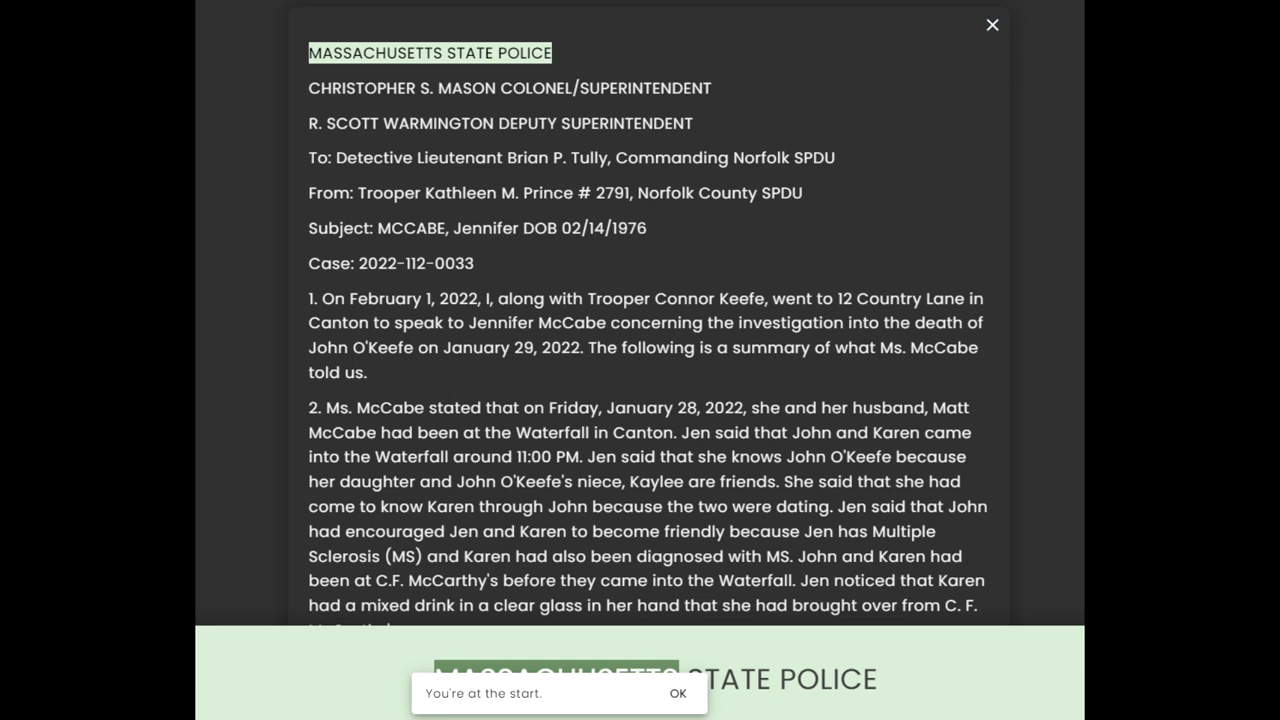 MASSACHUSETTS STATE POLICE
CHRISTOPHER S. MASON COLONEL/SUPERINTENDENT
R. SCOTT WARMINGTON DEPUTY SUPERINTENDENT
To: Detective Lieutenant Brian P. Tully, Commanding Norfolk SPDU
From: Trooper Kathleen M. Prince # 2791, Norfolk County SPDU
Subject: MCCABE, Jennifer DOB 02/14/1976
Case: 2022-112-0033
1. On February 1, 2022, I, along with Trooper Connor Keefe, went to 12 Country Lane in
Canton to speak to Jennifer McCabe concerning the investigation into the death of
John O'Keefe on January 29, 2022. The following is a summary of what Ms. McCabe
told us.
2. Ms. McCabe stated that on Friday, January 28, 2022, she and her husband, Matt
McCabe had been at the Waterfall in Canton. Jen said that John and Karen came
into the Waterfall around 11:00 PM. Jen said that she knows John O'Keefe because
her daughter and John O'Keefe's niece, Kaylee are friends. She said that she had
come to know Karen through John because the two were dating. Jen said that John
had encouraged Jen and Karen to become friendly because Jen has Multiple
Sclerosis (MS) and Karen had also been diagnosed with MS. John and Karen had
been at C.F. McCarthy's before they came into the Waterfall. Jen noticed that Karen
had a mixed drink in a clear glass in her hand that she had brought over from C. F.
MASSACHUSETTS STATE POLICE
You're at the start. OK